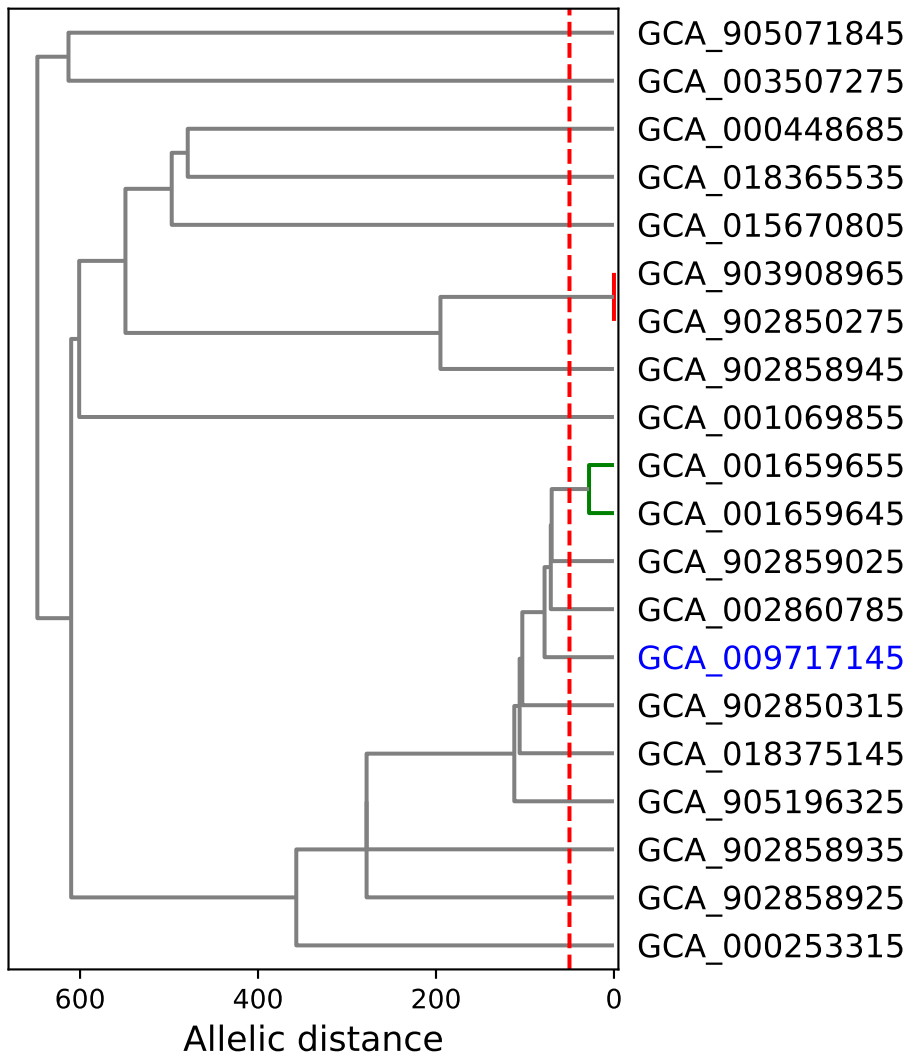 GCA_905071845
GCA_003507275
GCA_000448685
GCA_018365535
GCA_015670805
GCA_903908965
GCA_902850275
GCA_902858945
GCA_001069855
GCA_001659655
GCA_001659645
GCA_902859025
GCA_002860785
GCA_009717145
GCA_902850315
GCA_018375145
GCA_905196325
GCA_902858935
GCA_902858925
GCA_000253315
600 400 200 0
Allelic distance